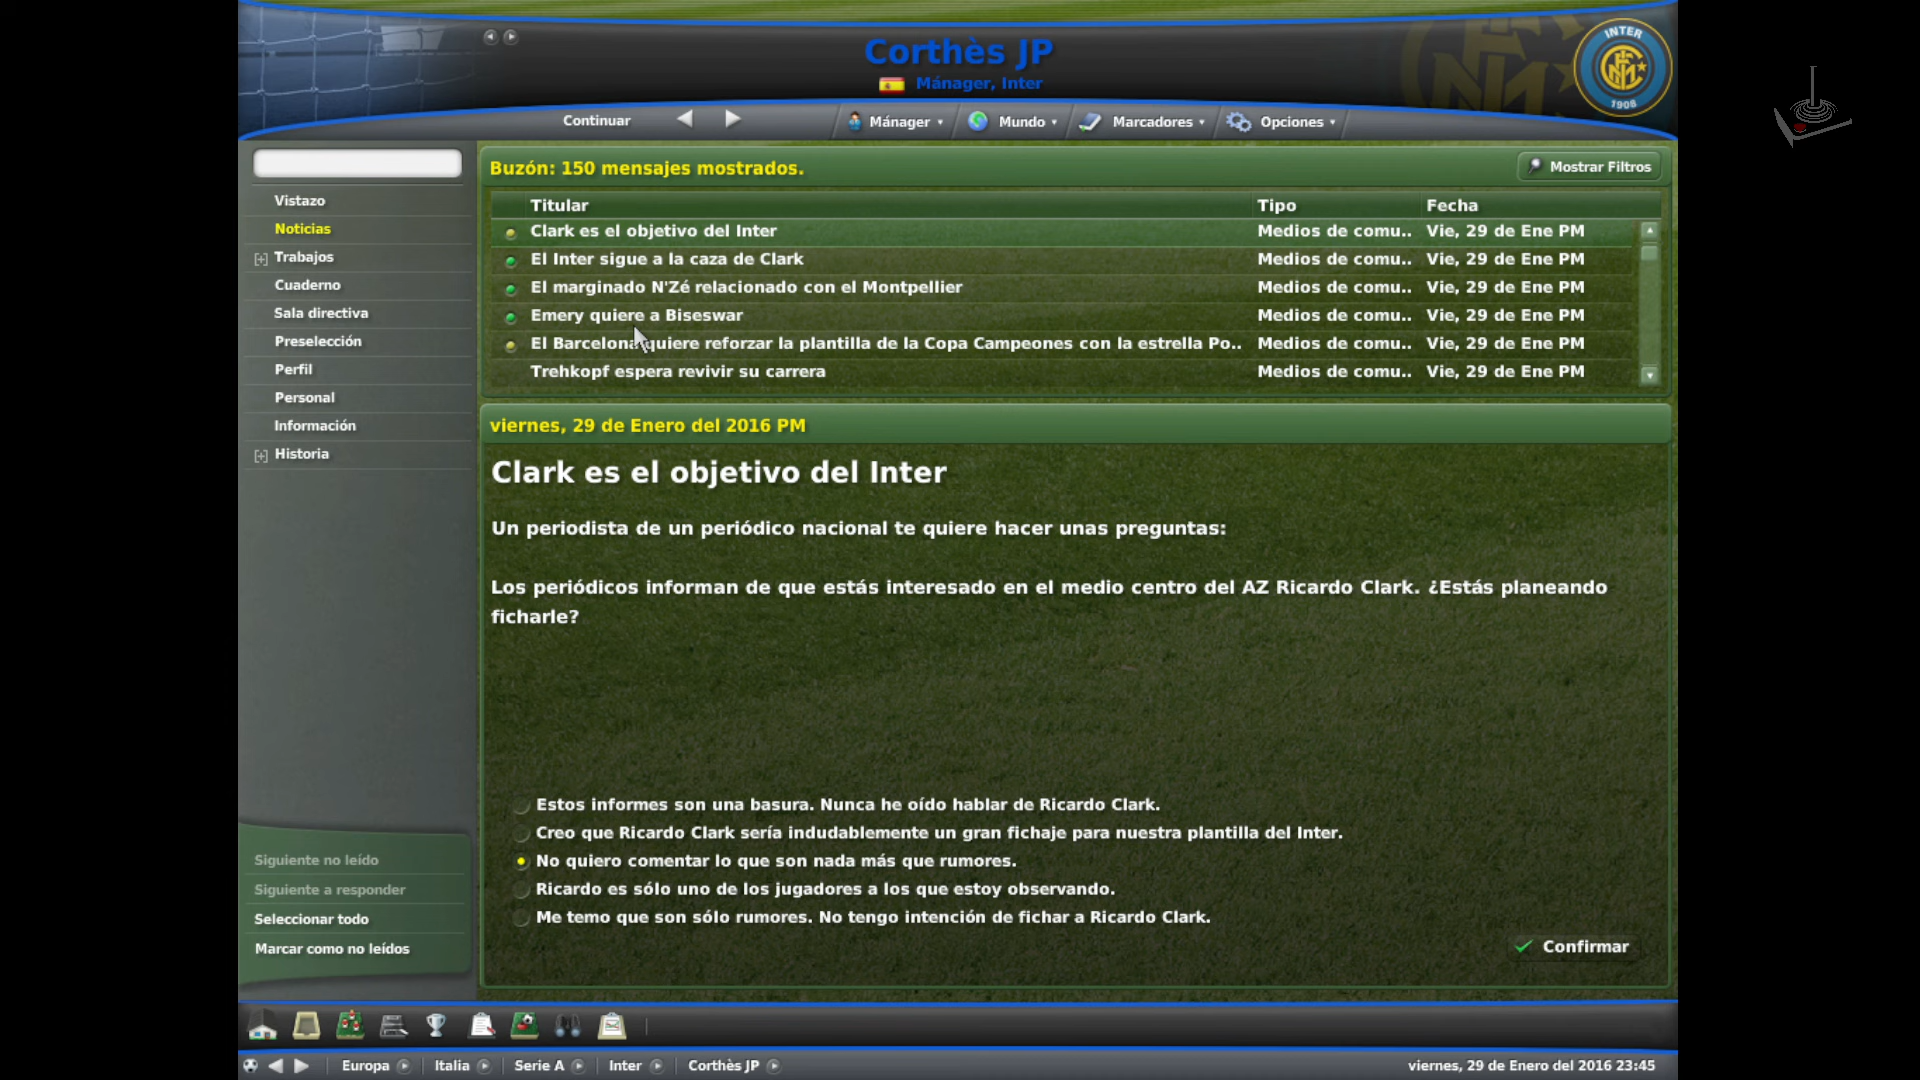 Corthès JP
Mánager, Inter
INTER
1908
Continuar
Mánager
Mundo
Marcadores
Opciones
Buzón: 150 mensajes mostrados.
Mostrar Filtros
Titular Tipo Fecha
Clark es el objetivo del Inter Medios de comu.. Vie, 29 de Ene PM
El Inter sigue a la caza de Clark Medios de comu.. Vie, 29 de Ene PM
El marginado N'Zé relacionado con el Montpellier Medios de comu.. Vie, 29 de Ene PM
Emery quiere a Biseswar Medios de comu.. Vie, 29 de Ene PM
El Barcelona quiere reforzar la plantilla de la Copa Campeones con la estrella Po.. Medios de comu.. Vie, 29 de Ene PM
Trehkopf espera revivir su carrera Medios de comu.. Vie, 29 de Ene PM
Vistazo
Noticias
[+] Trabajos
Cuaderno
Sala directiva
Preselección
Perfil
Personal
Información
[+] Historia
viernes, 29 de Enero del 2016 PM
Clark es el objetivo del Inter
Un periodista de un periódico nacional te quiere hacer unas preguntas:
Los periódicos informan de que estás interesado en el medio centro del AZ Ricardo Clark. ¿Estás planeando
ficharle?
Estos informes son una basura. Nunca he oído hablar de Ricardo Clark.
Creo que Ricardo Clark sería indudablemente un gran fichaje para nuestra plantilla del Inter.
No quiero comentar lo que son nada más que rumores.
Ricardo es sólo uno de los jugadores a los que estoy observando.
Me temo que son sólo rumores. No tengo intención de fichar a Ricardo Clark.
Confirmar
Siguiente no leído
Siguiente a responder
Seleccionar todo
Marcar como no leídos
Europa
Italia
Serie A
Inter
Corthès JP
viernes, 29 de Enero del 2016 23:45